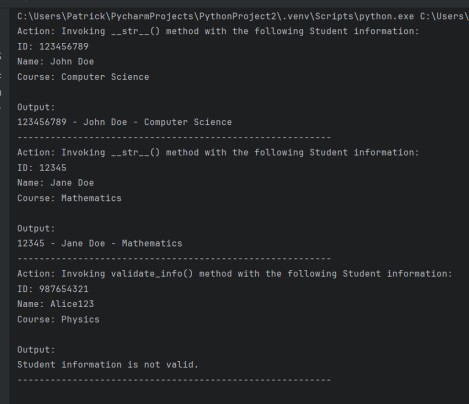 C:\Users\Patrick\PycharmProjects\PythonProject2\.venv\Scripts\python.exe C:\Users\
Action: Invoking __str__() method with the following Student information:
ID: 123456789
Name: John Doe
Course: Computer Science
Output:
123456789 - John Doe - Computer Science
---------------------------------------------------------
Action: Invoking __str__() method with the following Student information:
ID: 12345
Name: Jane Doe
Course: Mathematics
Output:
12345 - Jane Doe - Mathematics
---------------------------------------------------------
Action: Invoking validate_info() method with the following Student information:
ID: 987654321
Name: Alice123
Course: Physics
Output:
Student information is not valid.
---------------------------------------------------------